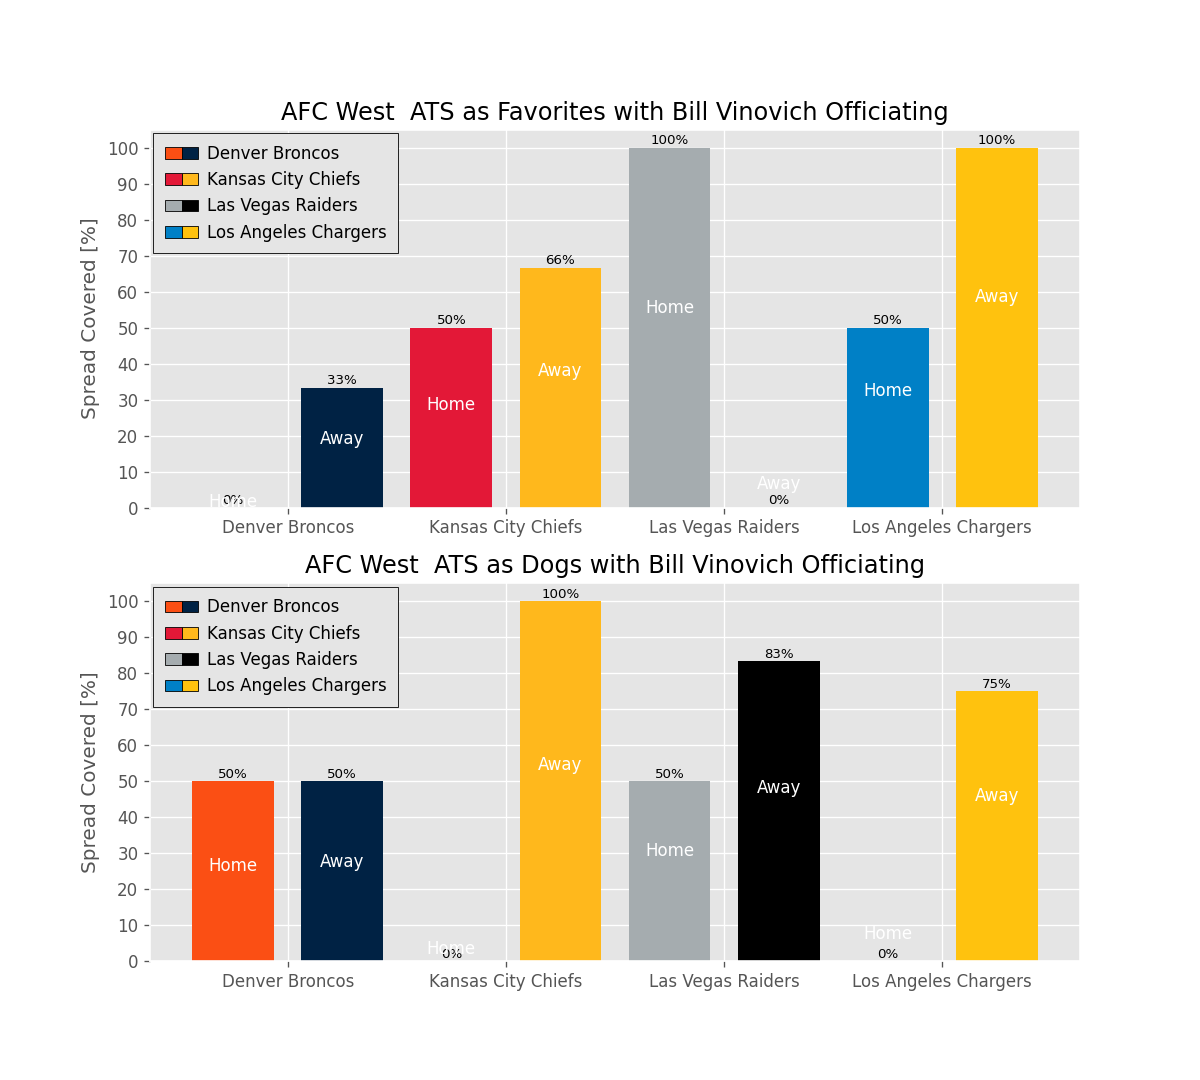 AFC West  ATS as Favorites with Bill Vinovich Officiating
Spread Covered [%]
100
90
80
70
60
50
40
30
20
10
0
Denver Broncos
Kansas City Chiefs
Las Vegas Raiders
Los Angeles Chargers
0%
Home
33%
Away
50%
Home
66%
Away
100%
Home
Away
0%
50%
Home
100%
Away
Denver Broncos
Kansas City Chiefs
Las Vegas Raiders
Los Angeles Chargers
AFC West  ATS as Dogs with Bill Vinovich Officiating
Spread Covered [%]
100
90
80
70
60
50
40
30
20
10
0
Denver Broncos
Kansas City Chiefs
Las Vegas Raiders
Los Angeles Chargers
50%
Home
50%
Away
Home
0%
100%
Away
50%
Home
83%
Away
Home
0%
75%
Away
Denver Broncos
Kansas City Chiefs
Las Vegas Raiders
Los Angeles Chargers